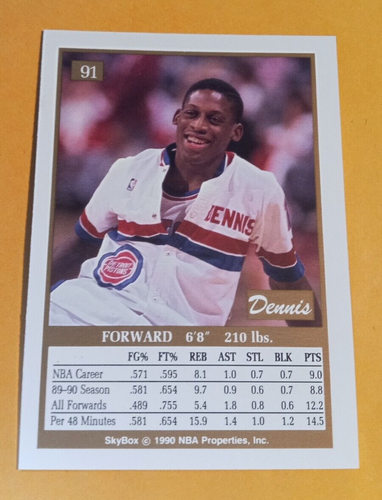 91
DENNIS
DETROIT
PISTONS
Dennis
FORWARD 6'8" 210 lbs.
FG% FT% REB AST STL BLK PTS
NBA Career .571 .595 8.1 1.0 0.7 0.7 9.0
89-90 Season .581 .654 9.7 0.9 0.6 0.7 8.8
All Forwards .489 .755 5.4 1.8 0.8 0.6 12.2
Per 48 Minutes .581 .654 15.9 1.4 1.0 1.2 14.5
SkyBox © 1990 NBA Properties, Inc.